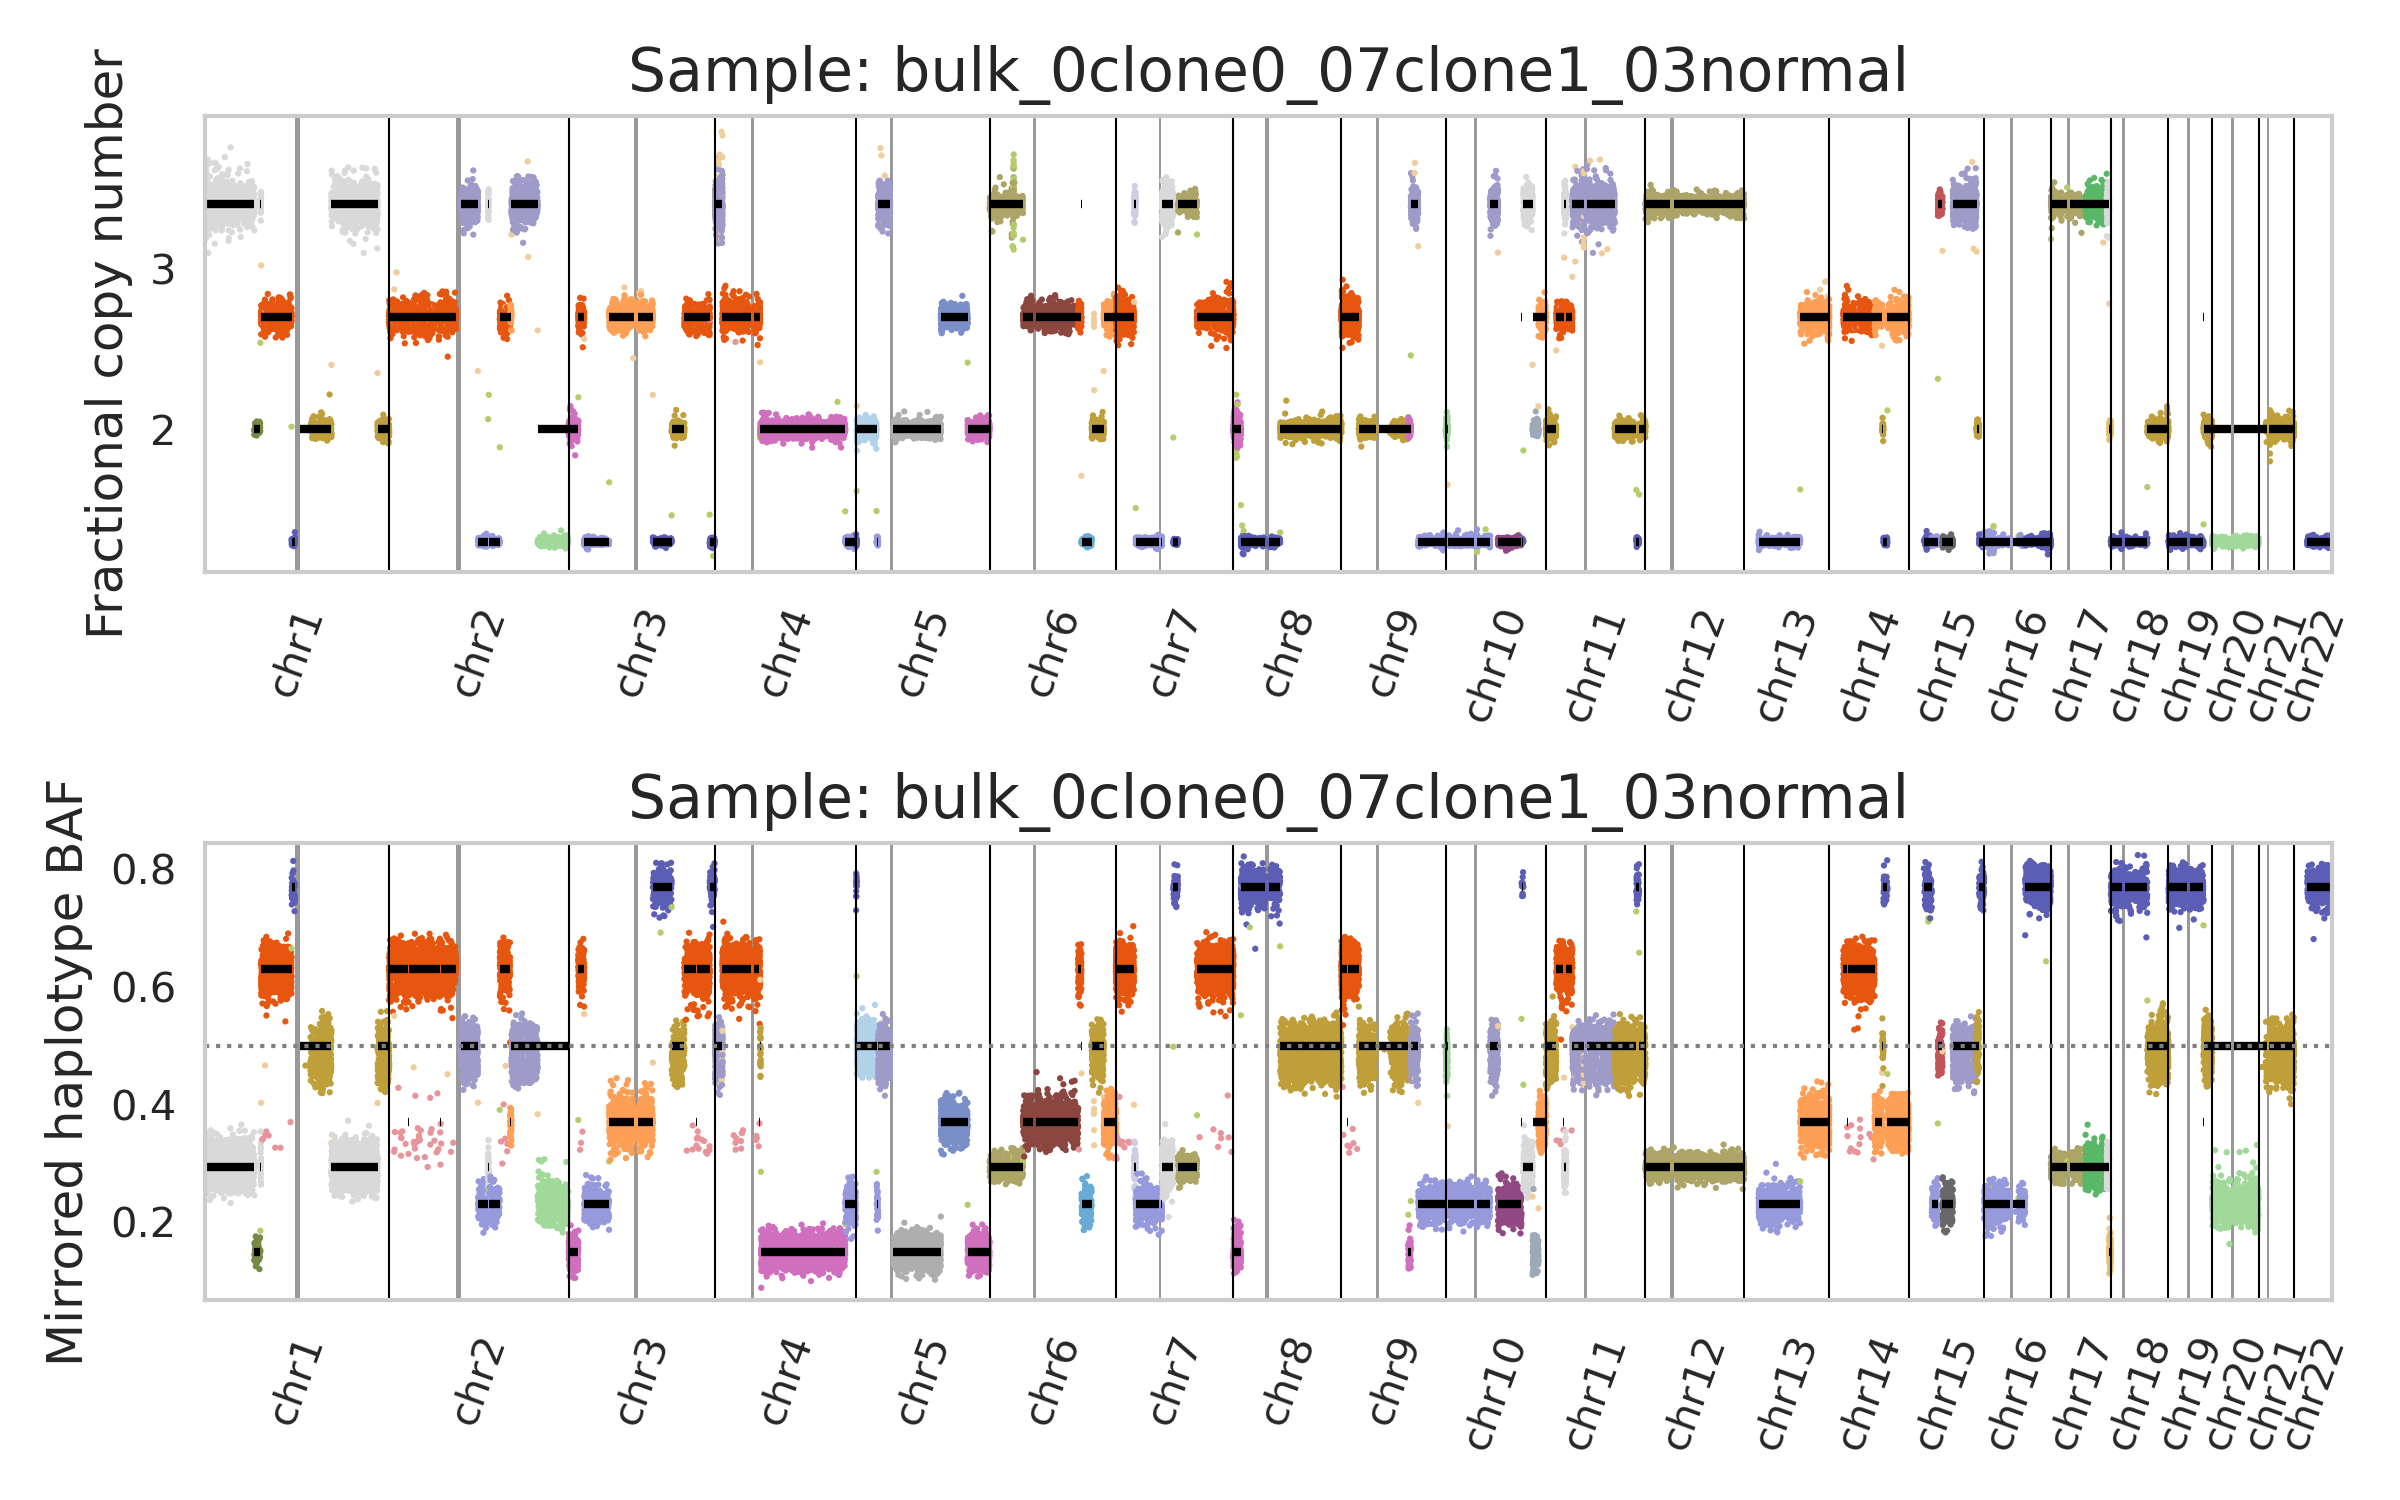 Sample: bulk_0clone0_07clone1_03normal
Fractional copy number
3
2
chr1 chr2 chr3 chr4 chr5 chr6 chr7 chr8 chr9 chr10 chr11 chr12 chr13 chr14 chr15 chr16 chr17 chr18 chr19 chr20 chr21 chr22
Sample: bulk_0clone0_07clone1_03normal
Mirrored haplotype BAF
0.8
0.6
0.4
0.2
chr1 chr2 chr3 chr4 chr5 chr6 chr7 chr8 chr9 chr10 chr11 chr12 chr13 chr14 chr15 chr16 chr17 chr18 chr19 chr20 chr21 chr22